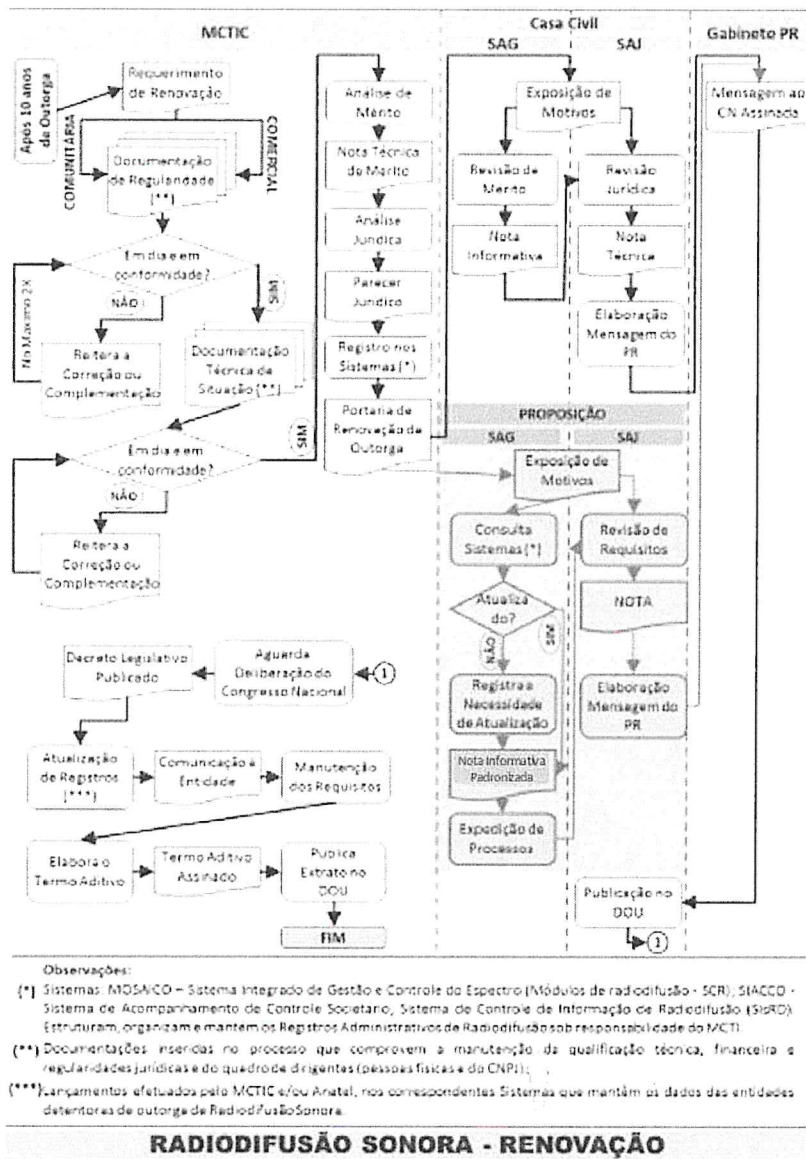 MCTIC
Casa Civil
SAG
SAJ
Gabinete PR
Após 10 anos
de Outorga
Requerimento
de Renovação
COMUNITÁRIA
COMERCIAL
Documentação
de Regularidade
(**)
Em dia e em
conformidade?
NÃO
SIM
No Máximo 2X
Reitera a
Correção ou
Complementação
Documentação
Técnica de
Situação (**)
Em dia e em
conformidade?
NÃO
SIM
Reitera a
Correção ou
Complementação
Análise de
Mérito
Nota Técnica
de Mérito
Análise
Jurídica
Parecer
Jurídico
Registro nos
Sistemas (*)
Portaria de
Renovação da
Outorga
Exposição de
Motivos
Revisão de
Mérito
Nota
Informativa
Revisão
Jurídica
Nota
Técnica
Elaboração
Mensagem do
PR
Mensagem ao
CN Assinada
PROPOSIÇÃO
SAG
SAJ
Exposição de
Motivos
Consulta
Sistemas (*)
Atualiza
do?
SIM
NÃO
Registra a
Necessidade
de Atualização
Nota Informativa
Padronizada
Expedição de
Processos
Revisão de
Requisitos
NOTA
Elaboração
Mensagem do
PR
Publicação no
DOU
1
1
Aguarda
Deliberação do
Congresso Nacional
Decreto Legislativo
Publicado
Atualização
de Registros
(***)
Comunicação à
Entidade
Manutenção
dos Requisitos
Elabora o
Termo Aditivo
Termo Aditivo
Assinado
Publica
Extrato no
DOU
FIM
Observações:
(*) Sistemas: MOSAICO – Sistema Integrado de Gestão e Controle do Espectro (Módulos de radiodifusão - SCR); SIACCO -
Sistema de Acompanhamento de Controle Societário; Sistema de Controle de Informação de Radiodifusão (SisRD).
Estruturam, organizam e mantem os Registros Administrativos de Radiodifusão sob responsabilidade do MCTI.
(**) Documentações inseridas no processo que comprovem a manutenção da qualificação técnica, financeira e
regularidades jurídicas e do quadro de dirigentes (pessoas físicas e do CNPJ);
(***) Lançamentos efetuados pelo MCTIC e/ou Anatel, nos correspondentes Sistemas que mantêm os dados das entidades
detentoras de outorga de Radiodifusão Sonora.
RADIODIFUSÃO SONORA - RENOVAÇÃO